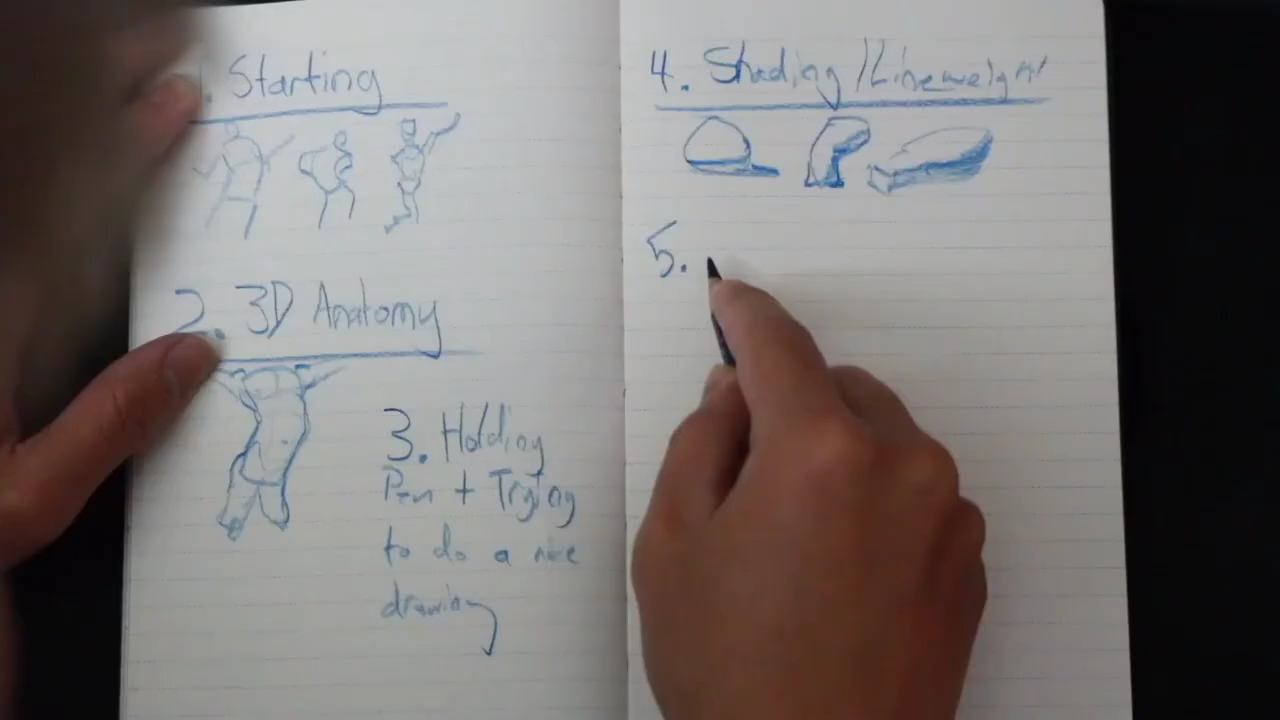 1. Starting
2. 3D Anatomy
3. Holding
Pen + Trying
to do a nice
drawing
4. Shading/Lineweight
5.